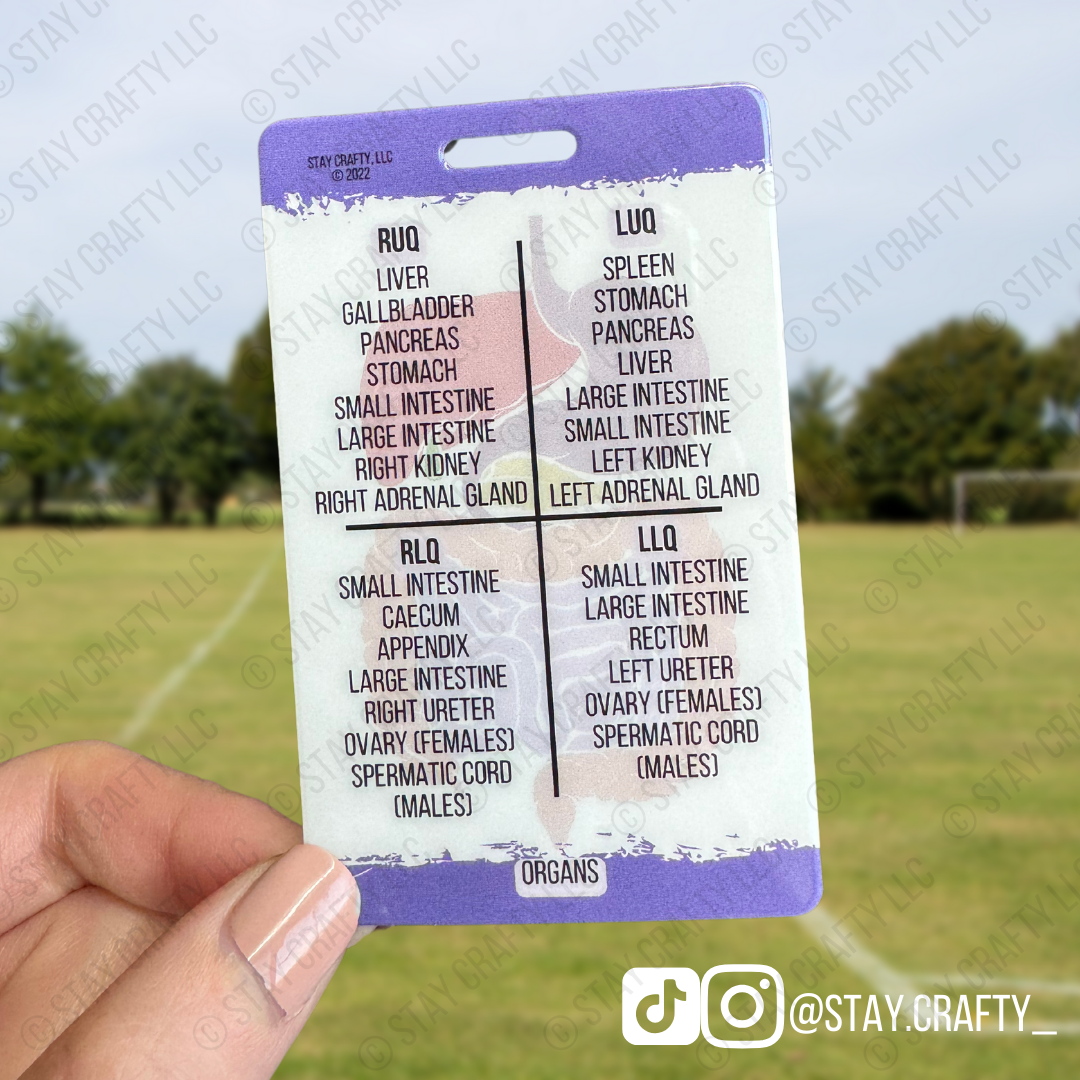 STAY CRAFTY, LLC
© 2022
RUQ
LIVER
GALLBLADDER
PANCREAS
STOMACH
SMALL INTESTINE
LARGE INTESTINE
RIGHT KIDNEY
RIGHT ADRENAL GLAND
LUQ
SPLEEN
STOMACH
PANCREAS
LIVER
LARGE INTESTINE
SMALL INTESTINE
LEFT KIDNEY
LEFT ADRENAL GLAND
RLQ
SMALL INTESTINE
CAECUM
APPENDIX
LARGE INTESTINE
RIGHT URETER
OVARY (FEMALES)
SPERMATIC CORD
(MALES)
LLQ
SMALL INTESTINE
LARGE INTESTINE
RECTUM
LEFT URETER
OVARY (FEMALES)
SPERMATIC CORD
(MALES)
ORGANS
@STAY.CRAFTY_
© STAY CRAFTY LLC